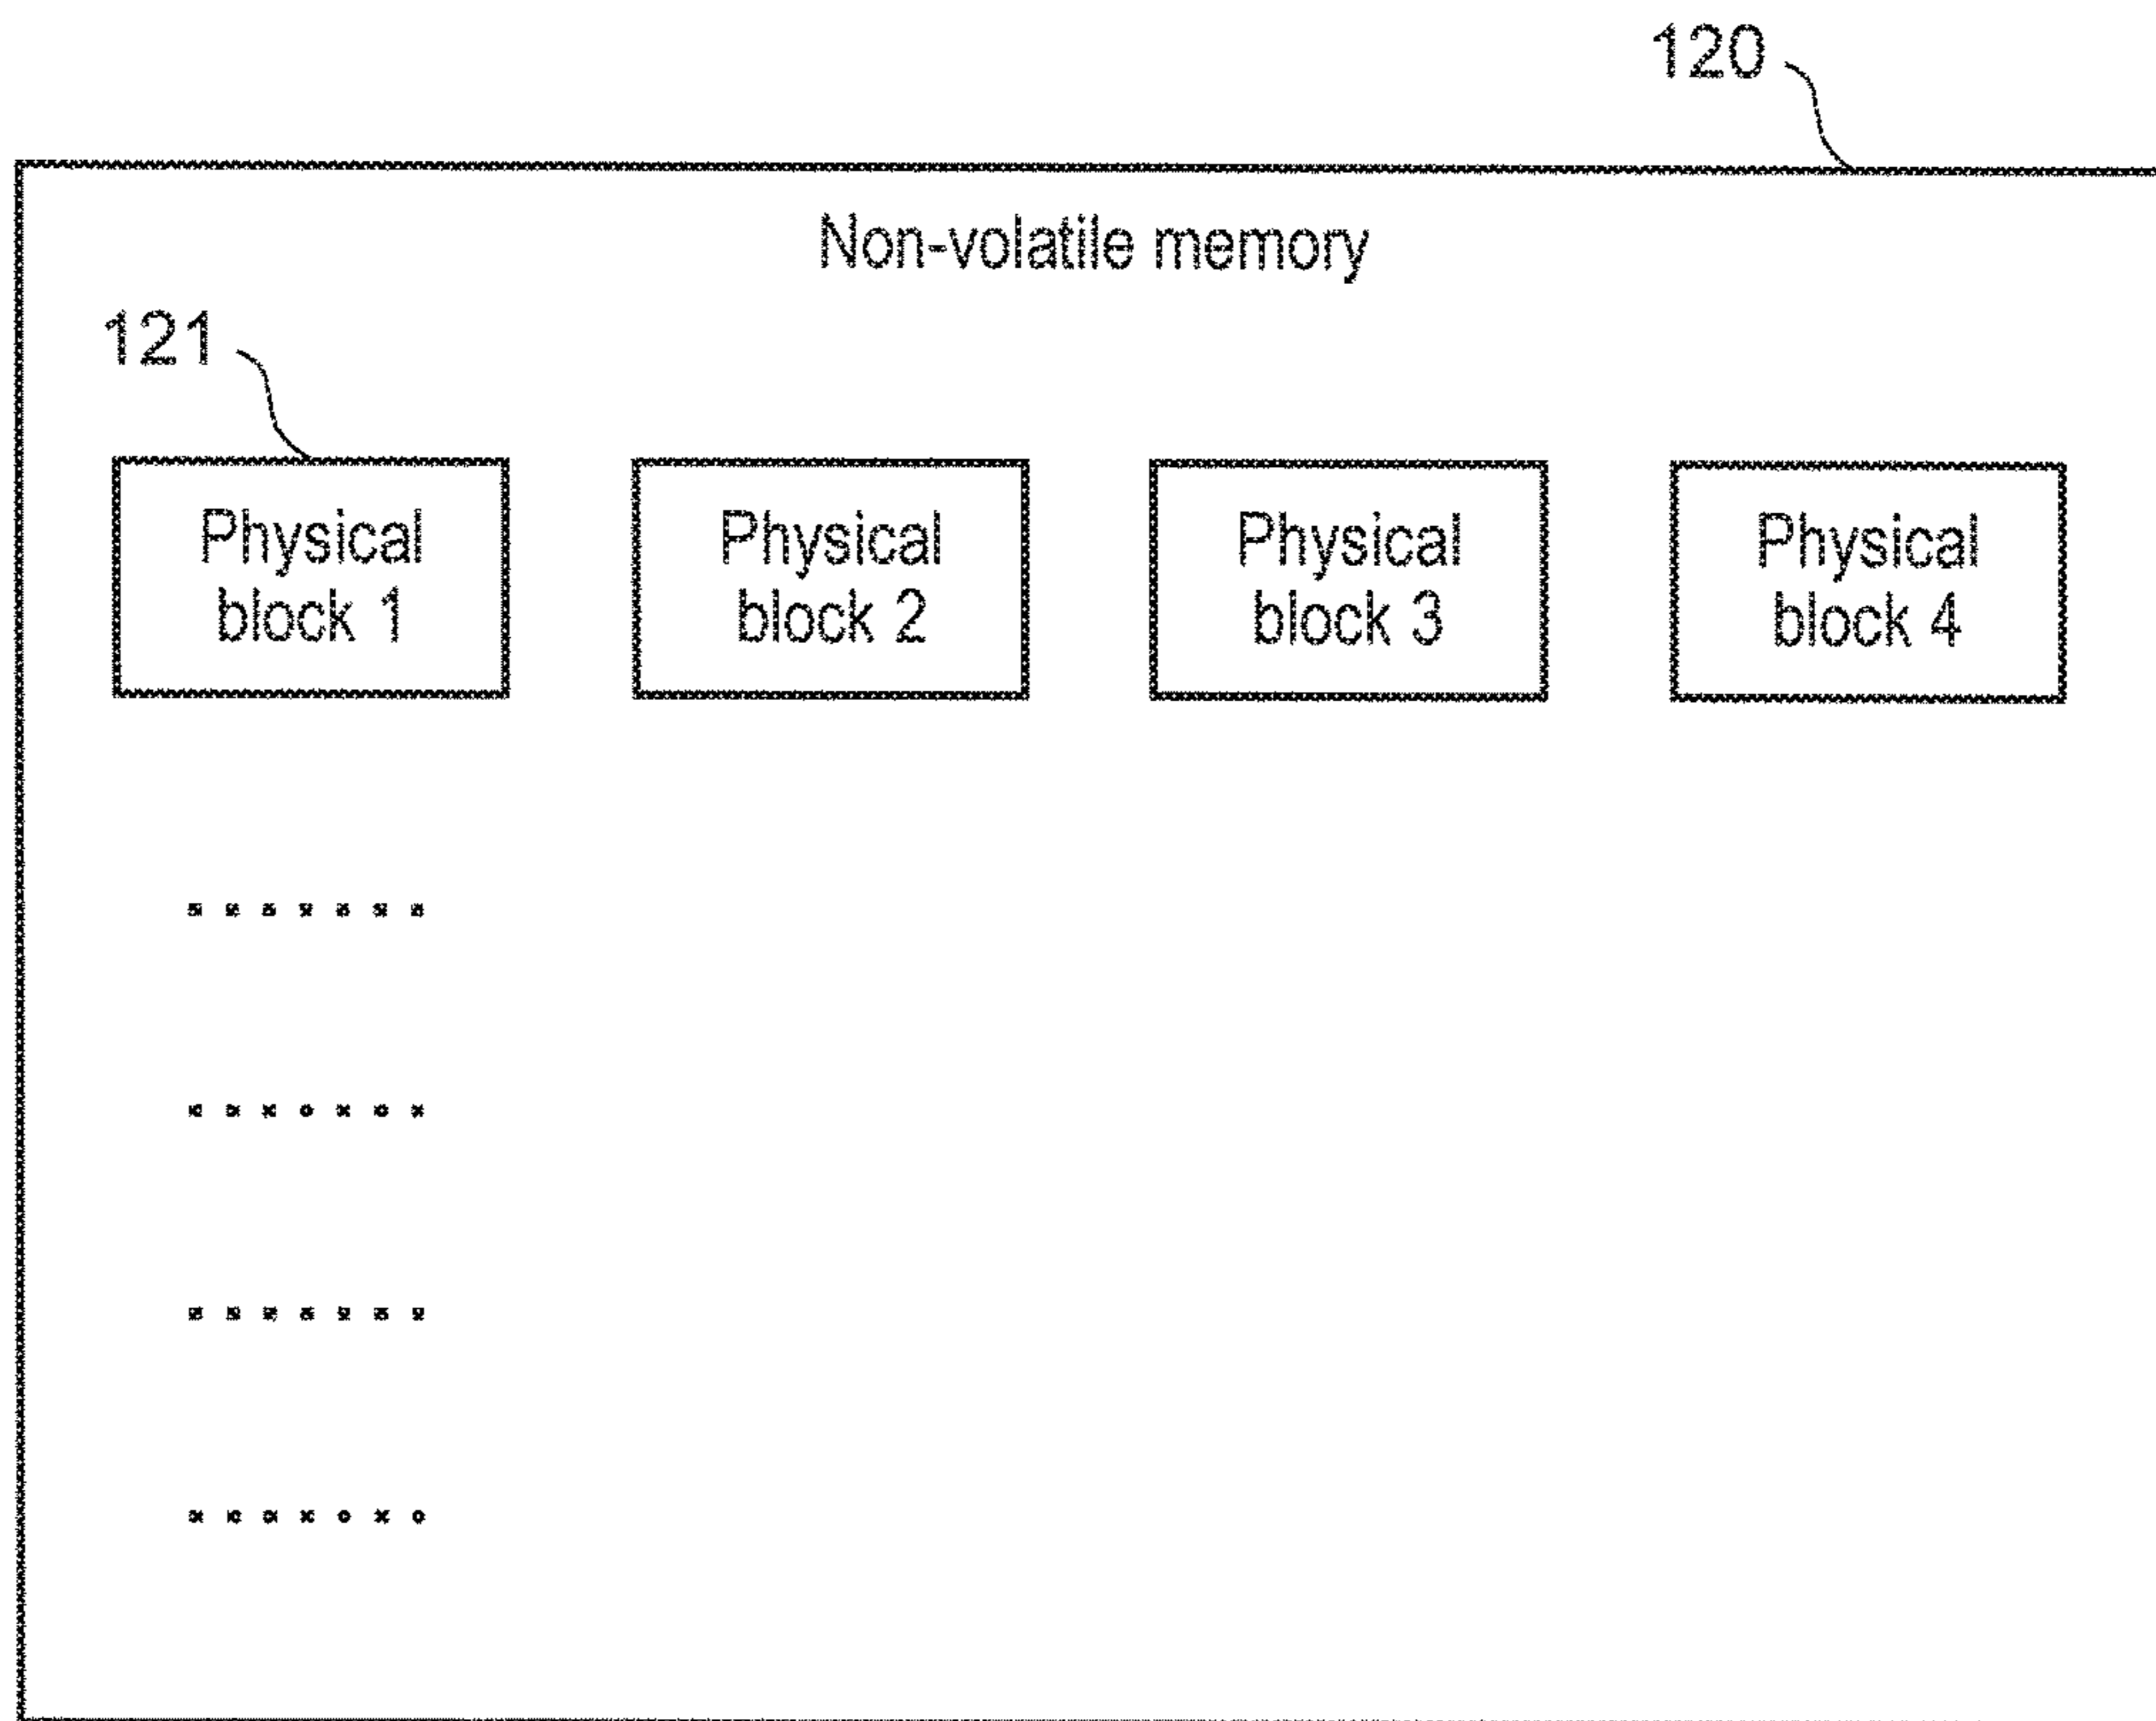 120
Non-volatile memory
121
Physical
block 1
Physical
block 2
Physical
block 3
Physical
block 4
.......
.......
.......
.......